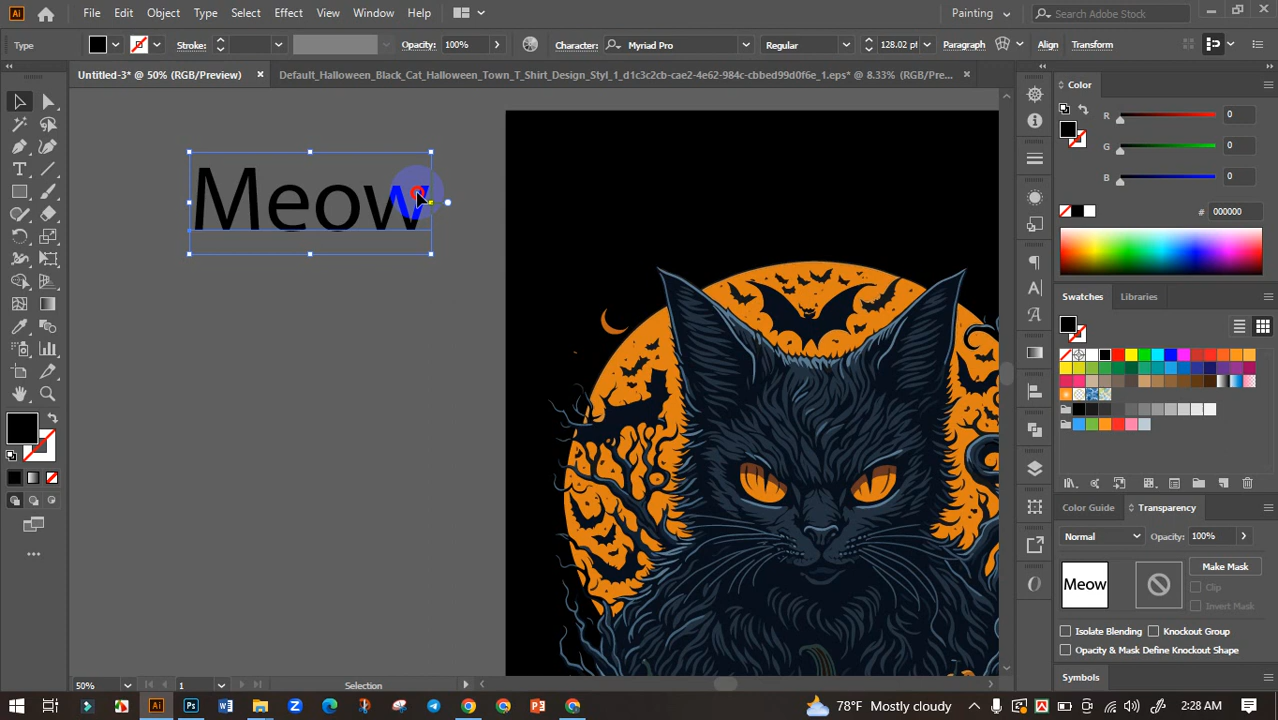 Ai File Edit Object Type Select Effect View Window Help Painting Search Adobe Stock
Type Stroke: Opacity: 100% Character: Myriad Pro Regular 128.02 pt Paragraph Align Transform
Untitled-3* @ 50% (RGB/Preview) × Default_Halloween_Black_Cat_Halloween_Town_T_Shirt_Design_Styl_1_d1c3c2cb-cae2-4e62-984c-cbbed99d0f6e_1.eps* @ 8.33% (RGB/Pre... ×
Color
R 0
G 0
B 0
# 000000
Meow
Swatches Libraries
Color Guide Transparency
Normal Opacity: 100%
Meow
Make Mask
Clip
Invert Mask
Isolate Blending Knockout Group
Opacity & Mask Define Knockout Shape
Symbols
50% 1 Selection
78°F Mostly cloudy 2:28 AM